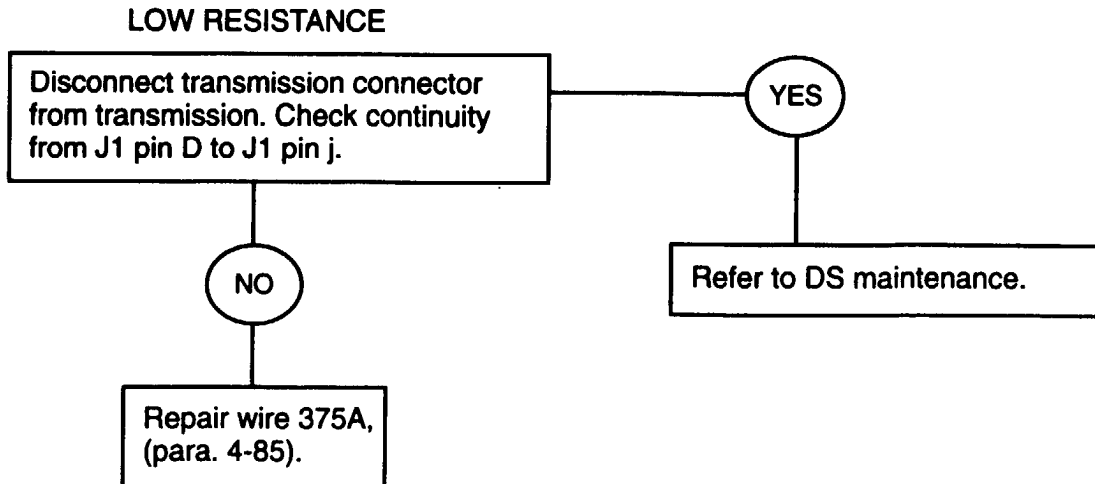 LOW RESISTANCE
Disconnect transmission connector
from transmission. Check continuity
from J1 pin D to J1 pin j.
YES
NO
Refer to DS maintenance.
Repair wire 375A,
(para. 4-85).